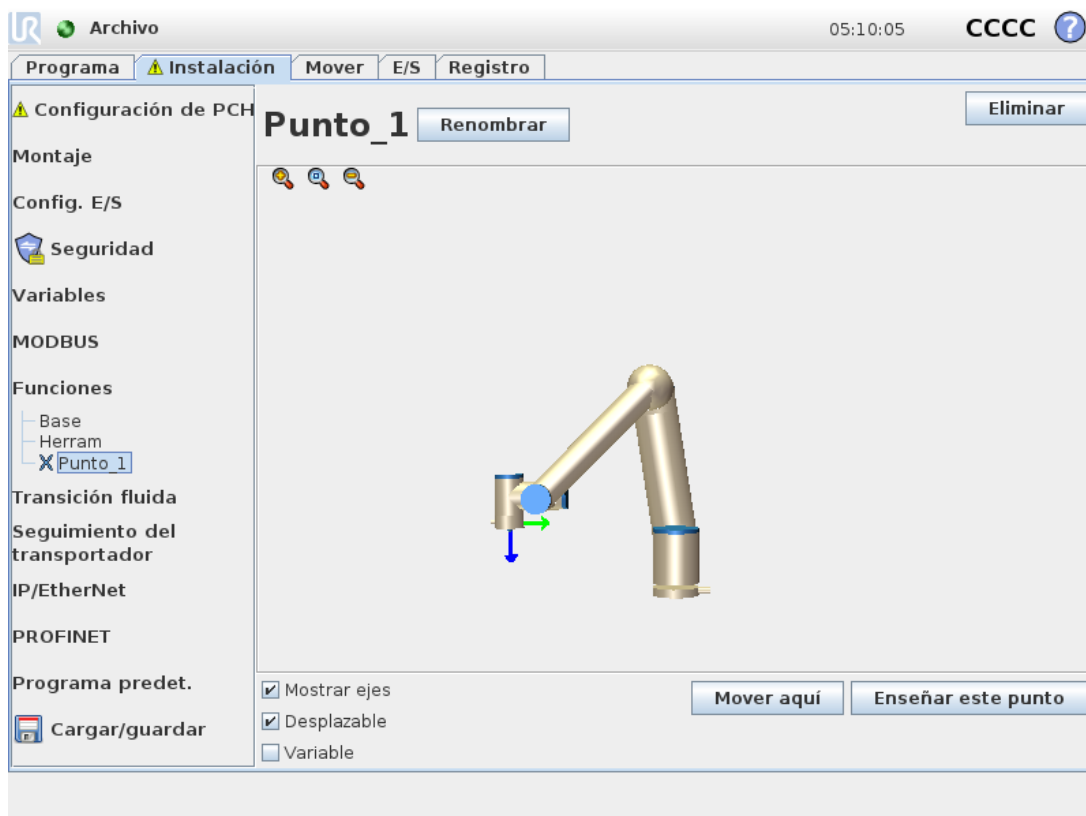 UR
Archivo
05:10:05
CCCC
?
Programa
Instalación
Mover
E/S
Registro
Configuración de PCH
Montaje
Config. E/S
Seguridad
Variables
MODBUS
Funciones
Base
Herram
Punto_1
Transición fluida
Seguimiento del
transportador
IP/EtherNet
PROFINET
Programa predet.
Cargar/guardar
Punto_1
Renombrar
Eliminar
Mostrar ejes
Desplazable
Variable
Mover aquí
Enseñar este punto